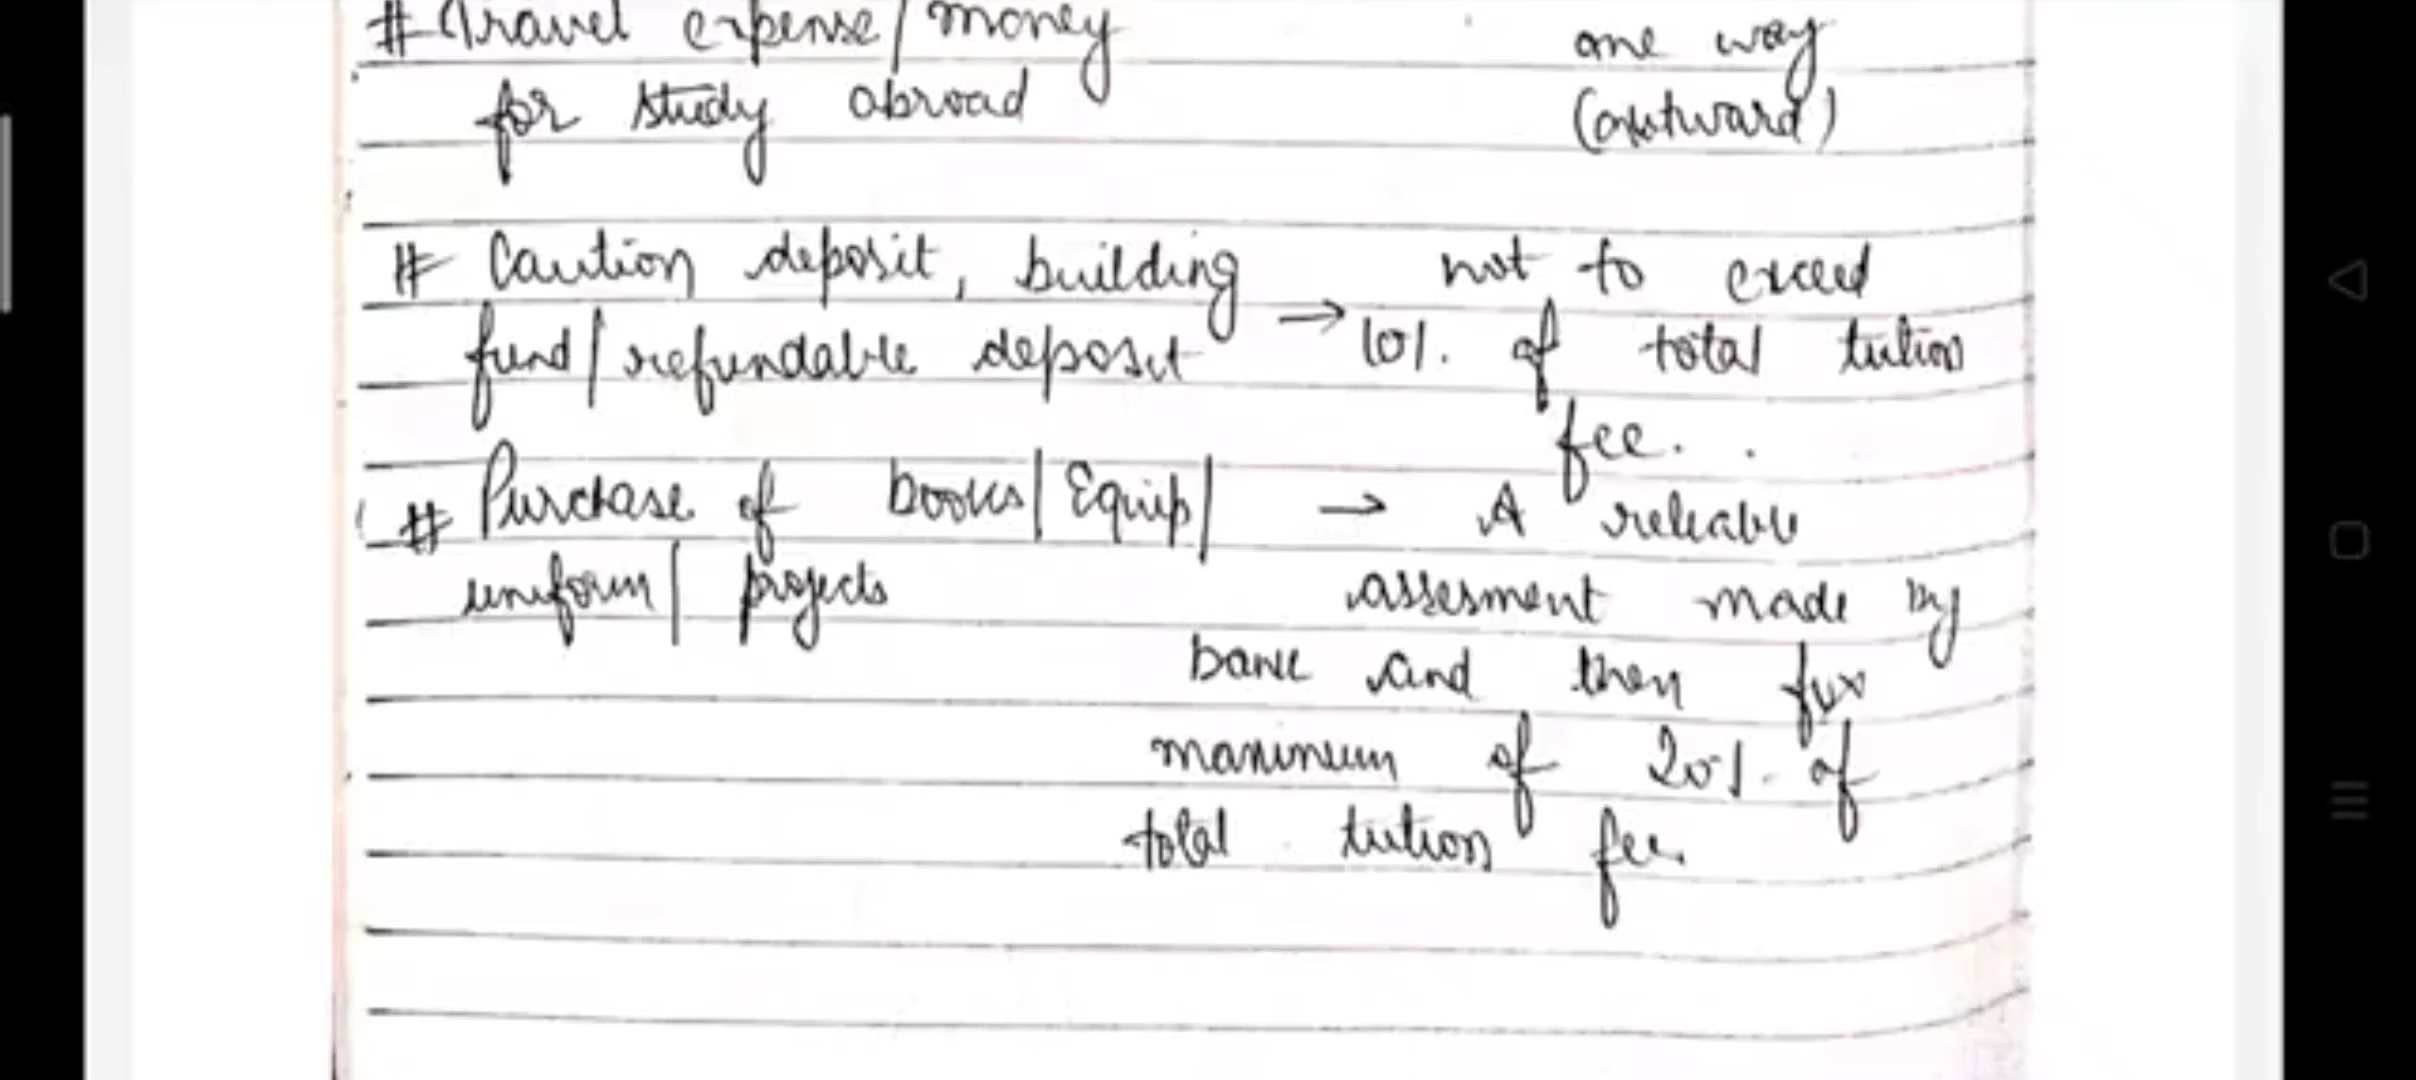 # Travel expense/money one way
for study abroad (outward)
# Caution deposit, building not to exceed
fund/refundable deposit → 10%. of total tution
fee.
# Purchase of books/Equip/ → A reliable
uniform/ projects assesment made by
bank and then fix
maximum of 20%. of
total tution fee.